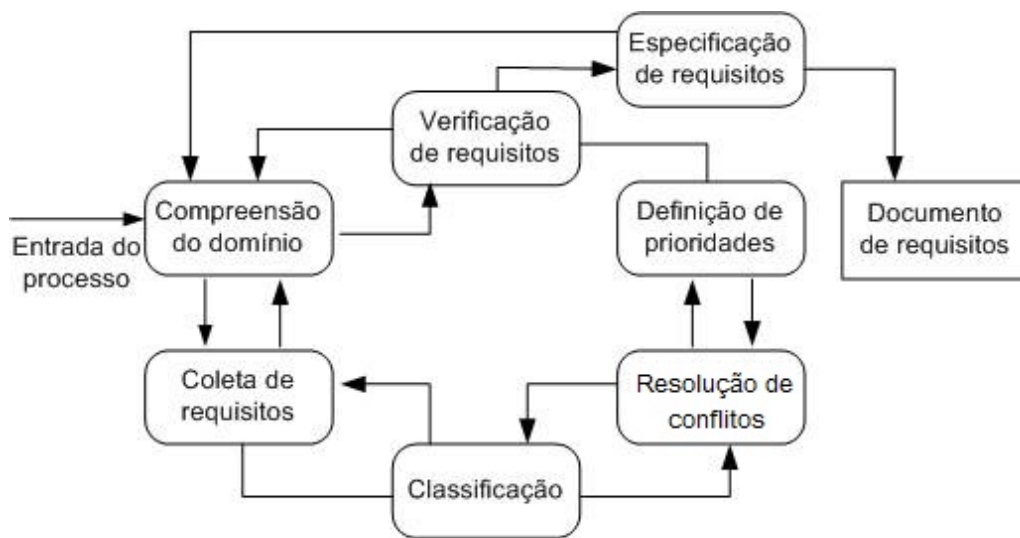 Especificação
de requisitos
Verificação
de requisitos
Compreensão
do domínio
Definição de
prioridades
Documento
de requisitos
Entrada do
processo
Coleta de
requisitos
Resolução de
conflitos
Classificação